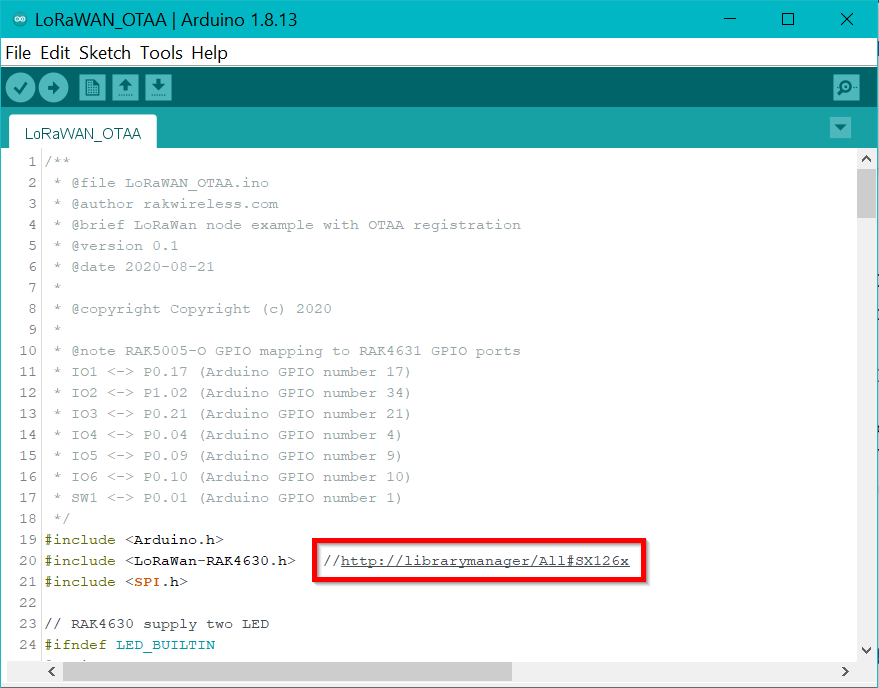 LoRaWAN_OTAA | Arduino 1.8.13
File Edit Sketch Tools Help
LoRaWAN_OTAA
1 /**
2 * @file LoRaWAN_OTAA.ino
3 * @author rakwireless.com
4 * @brief LoRaWan node example with OTAA registration
5 * @version 0.1
6 * @date 2020-08-21
7 *
8 * @copyright Copyright (c) 2020
9 *
10 * @note RAK5005-O GPIO mapping to RAK4631 GPIO ports
11 * IO1 <-> P0.17 (Arduino GPIO number 17)
12 * IO2 <-> P1.02 (Arduino GPIO number 34)
13 * IO3 <-> P0.21 (Arduino GPIO number 21)
14 * IO4 <-> P0.04 (Arduino GPIO number 4)
15 * IO5 <-> P0.09 (Arduino GPIO number 9)
16 * IO6 <-> P0.10 (Arduino GPIO number 10)
17 * SW1 <-> P0.01 (Arduino GPIO number 1)
18 */
19 #include <Arduino.h>
20 #include <LoRaWan-RAK4630.h> //http://librarymanager/All#SX126x
21 #include <SPI.h>
22
23 // RAK4630 supply two LED
24 #ifndef LED_BUILTIN